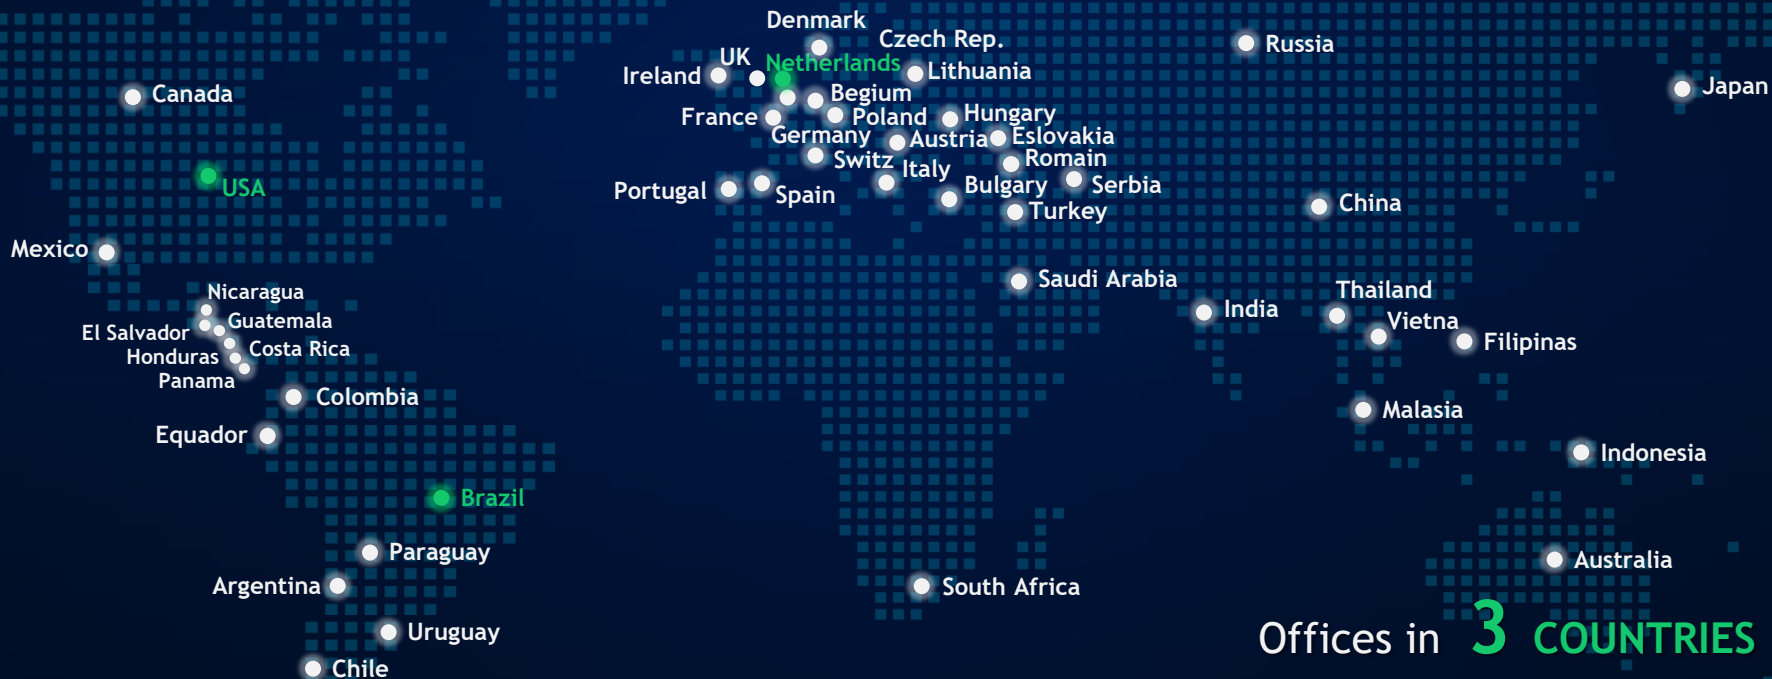 Denmark
Czech Rep.
Russia
UK
Netherlands
Ireland
Lithuania
Japan
Canada
Begium
France
Poland
Hungary
Germany
Austria
Eslovakia
Switz
Italy
Romain
USA
Portugal
Spain
Bulgary
Serbia
China
Turkey
Mexico
Saudi Arabia
Nicaragua
Thailand
India
El Salvador
Guatemala
Vietna
Filipinas
Honduras
Costa Rica
Panama
Colombia
Malasia
Equador
Indonesia
Brazil
Paraguay
Australia
Argentina
South Africa
Uruguay
Offices in 3 COUNTRIES
Chile